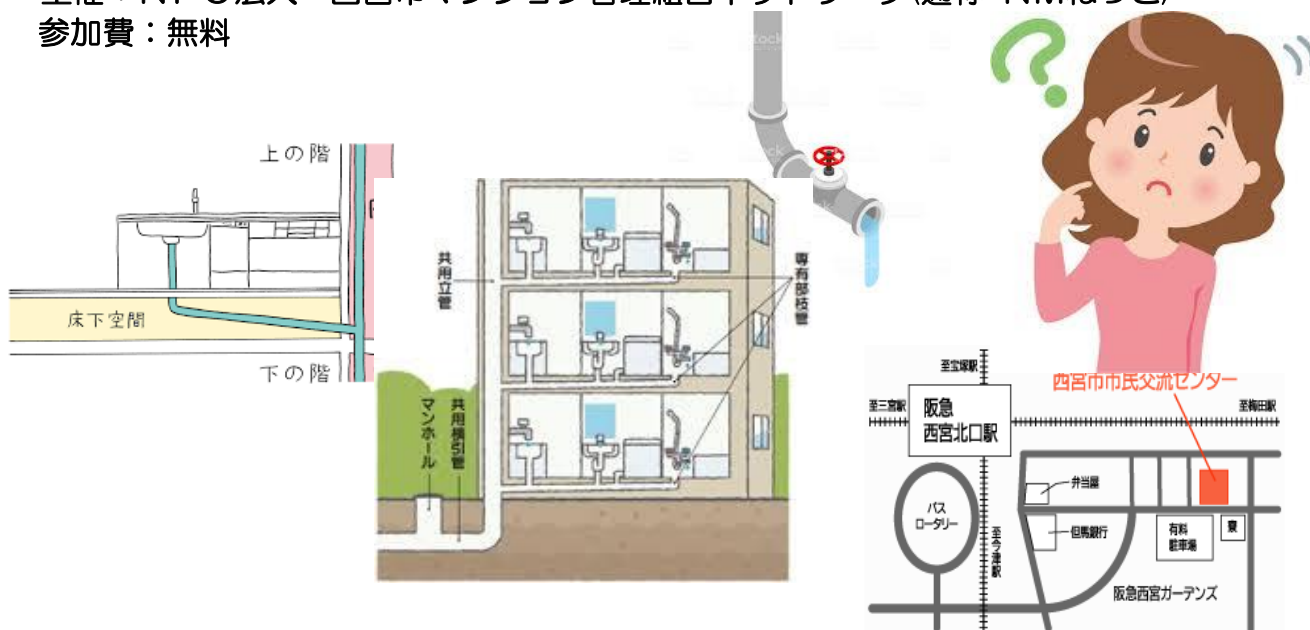 参加費：無料
上の階
床下空間
下の階
共用立管
専有部枝管
マンホール
共用横引管
至宝塚駅
西宮市市民交流センター
至三宮駅
阪急
西宮北口駅
至梅田駅
弁当屋
バス
ロータリー
至今津駅
但馬銀行
有料
駐車場
寮
阪急西宮ガーデンズ